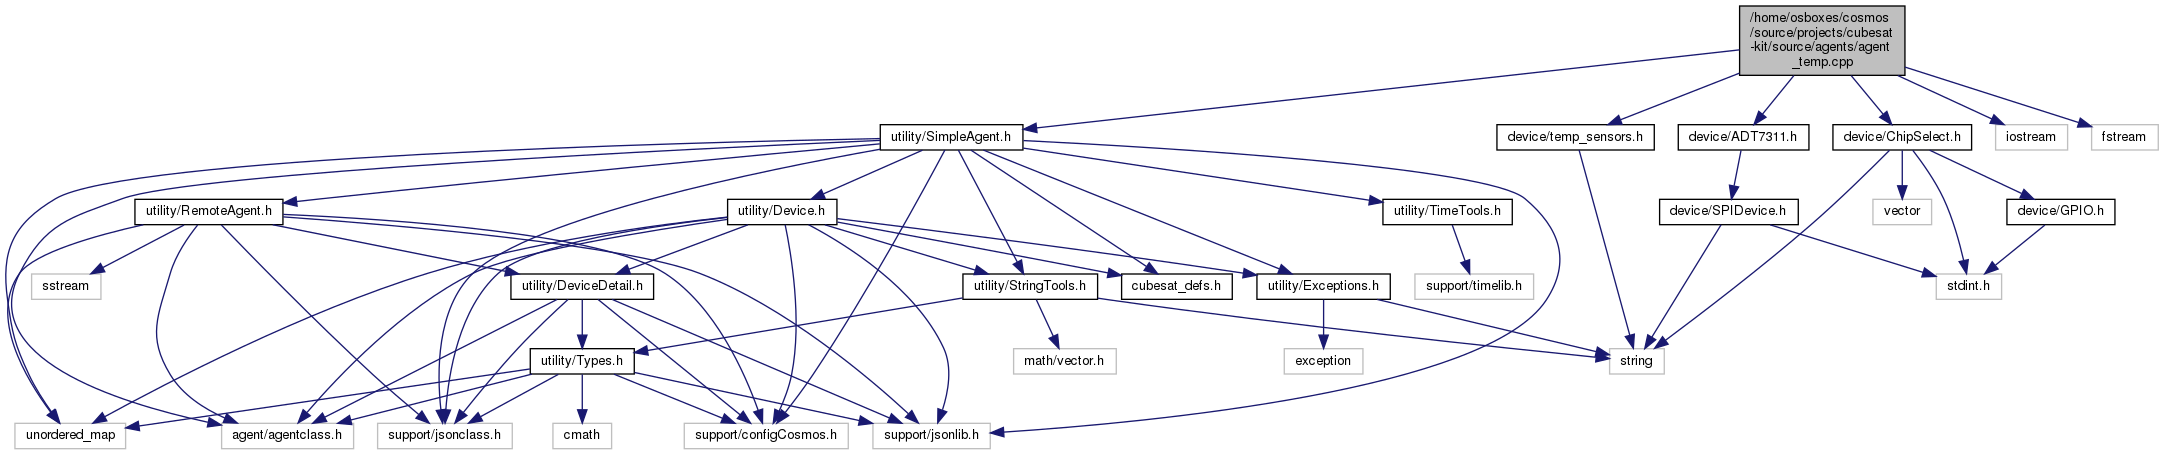 /home/osboxes/cosmos
/source/projects/cubesat
-kit/source/agents/agent
_temp.cpp
utility/SimpleAgent.h
device/temp_sensors.h
device/ADT7311.h
device/ChipSelect.h
iostream
fstream
utility/RemoteAgent.h
utility/Device.h
utility/TimeTools.h
device/SPIDevice.h
vector
device/GPIO.h
sstream
utility/DeviceDetail.h
utility/StringTools.h
cubesat_defs.h
utility/Exceptions.h
support/timelib.h
stdint.h
utility/Types.h
math/vector.h
exception
string
unordered_map
agent/agentclass.h
support/jsonclass.h
cmath
support/configCosmos.h
support/jsonlib.h